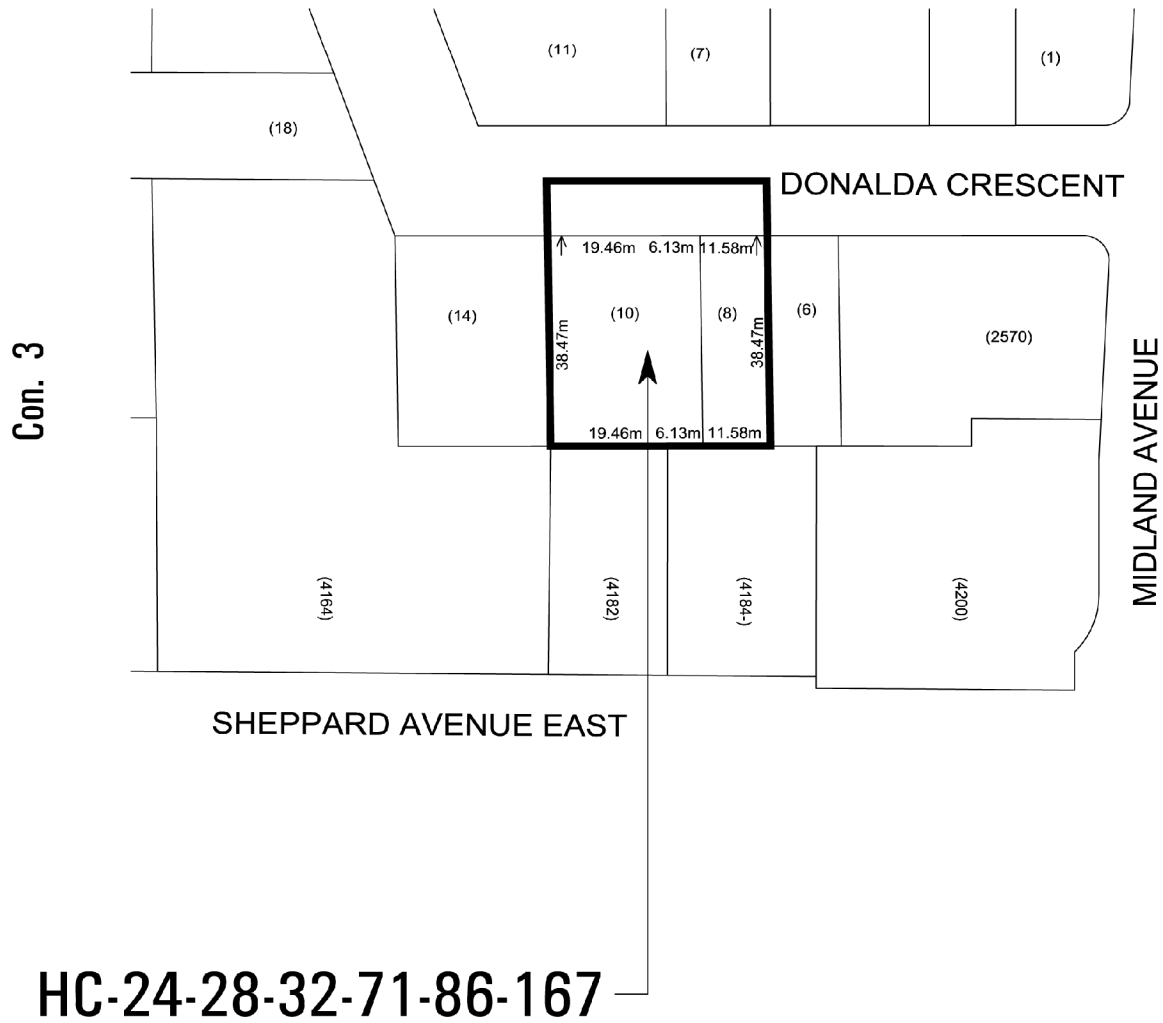 (11)
(7)
(1)
(18)
DONALDA CRESCENT
19.46m 6.13m 11.58m
(14)
(10)
(8)
(6)
(2570)
38.47m
38.47m
Con. 3
MIDLAND AVENUE
19.46m 6.13m 11.58m
(4164)
(4182)
(4184-)
(4200)
SHEPPARD AVENUE EAST
HC-24-28-32-71-86-167